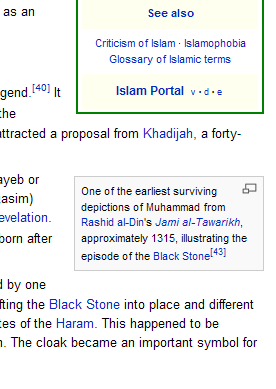 as an
See also
Criticism of Islam · Islamophobia
Glossary of Islamic terms
Islam Portal v • d • e
gend.[40] It
the
attracted a proposal from Khadijah, a forty-
ayeb or
asim)
evelation.
born after
One of the earliest surviving
depictions of Muhammad from
Rashid al-Din's Jami al-Tawarikh,
approximately 1315, illustrating the
episode of the Black Stone[43]
d by one
fting the Black Stone into place and different
tes of the Haram. This happened to be
n. The cloak became an important symbol for